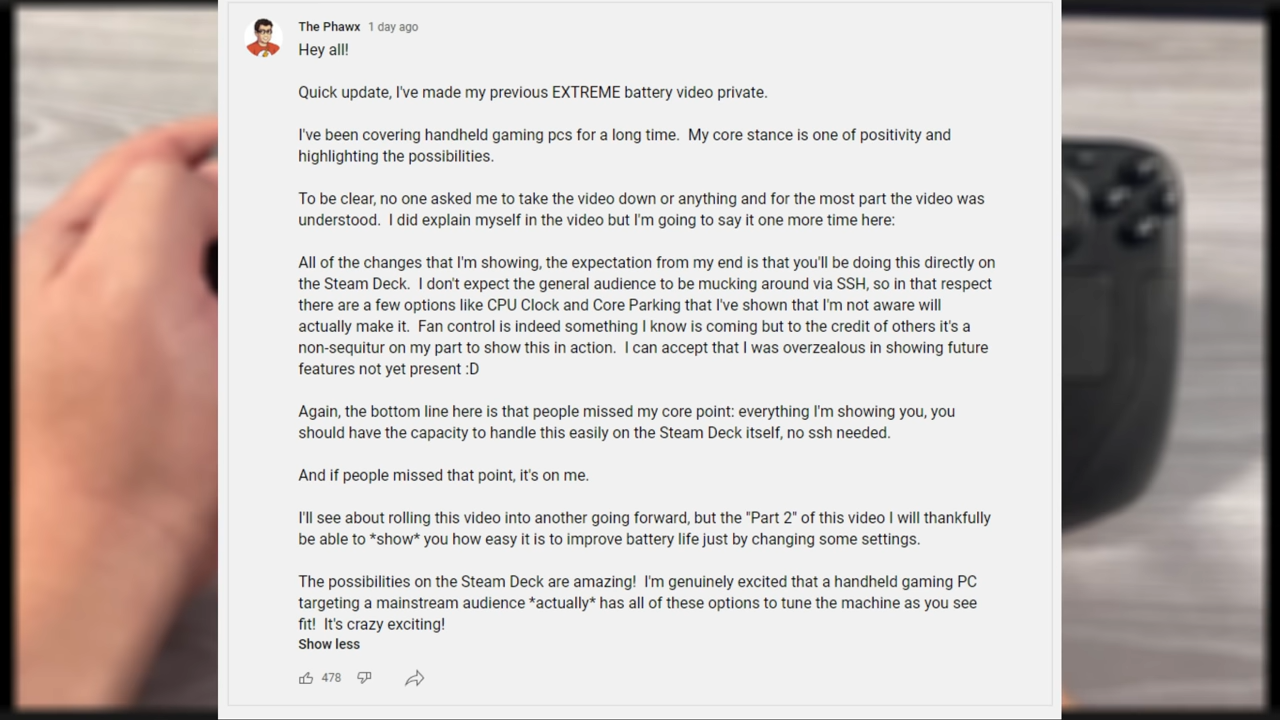 The Phawx 1 day ago
Hey all!
Quick update, I've made my previous EXTREME battery video private.
I've been covering handheld gaming pcs for a long time.  My core stance is one of positivity and
highlighting the possibilities.
To be clear, no one asked me to take the video down or anything and for the most part the video was
understood.  I did explain myself in the video but I'm going to say it one more time here:
All of the changes that I'm showing, the expectation from my end is that you'll be doing this directly on
the Steam Deck.  I don't expect the general audience to be mucking around via SSH, so in that respect
there are a few options like CPU Clock and Core Parking that I've shown that I'm not aware will
actually make it.  Fan control is indeed something I know is coming but to the credit of others it's a
non-sequitur on my part to show this in action.  I can accept that I was overzealous in showing future
features not yet present :D
Again, the bottom line here is that people missed my core point: everything I'm showing you, you
should have the capacity to handle this easily on the Steam Deck itself, no ssh needed.
And if people missed that point, it's on me.
I'll see about rolling this video into another going forward, but the "Part 2" of this video I will thankfully
be able to *show* you how easy it is to improve battery life just by changing some settings.
The possibilities on the Steam Deck are amazing!  I'm genuinely excited that a handheld gaming PC
targeting a mainstream audience *actually* has all of these options to tune the machine as you see
fit!  It's crazy exciting!
Show less
478